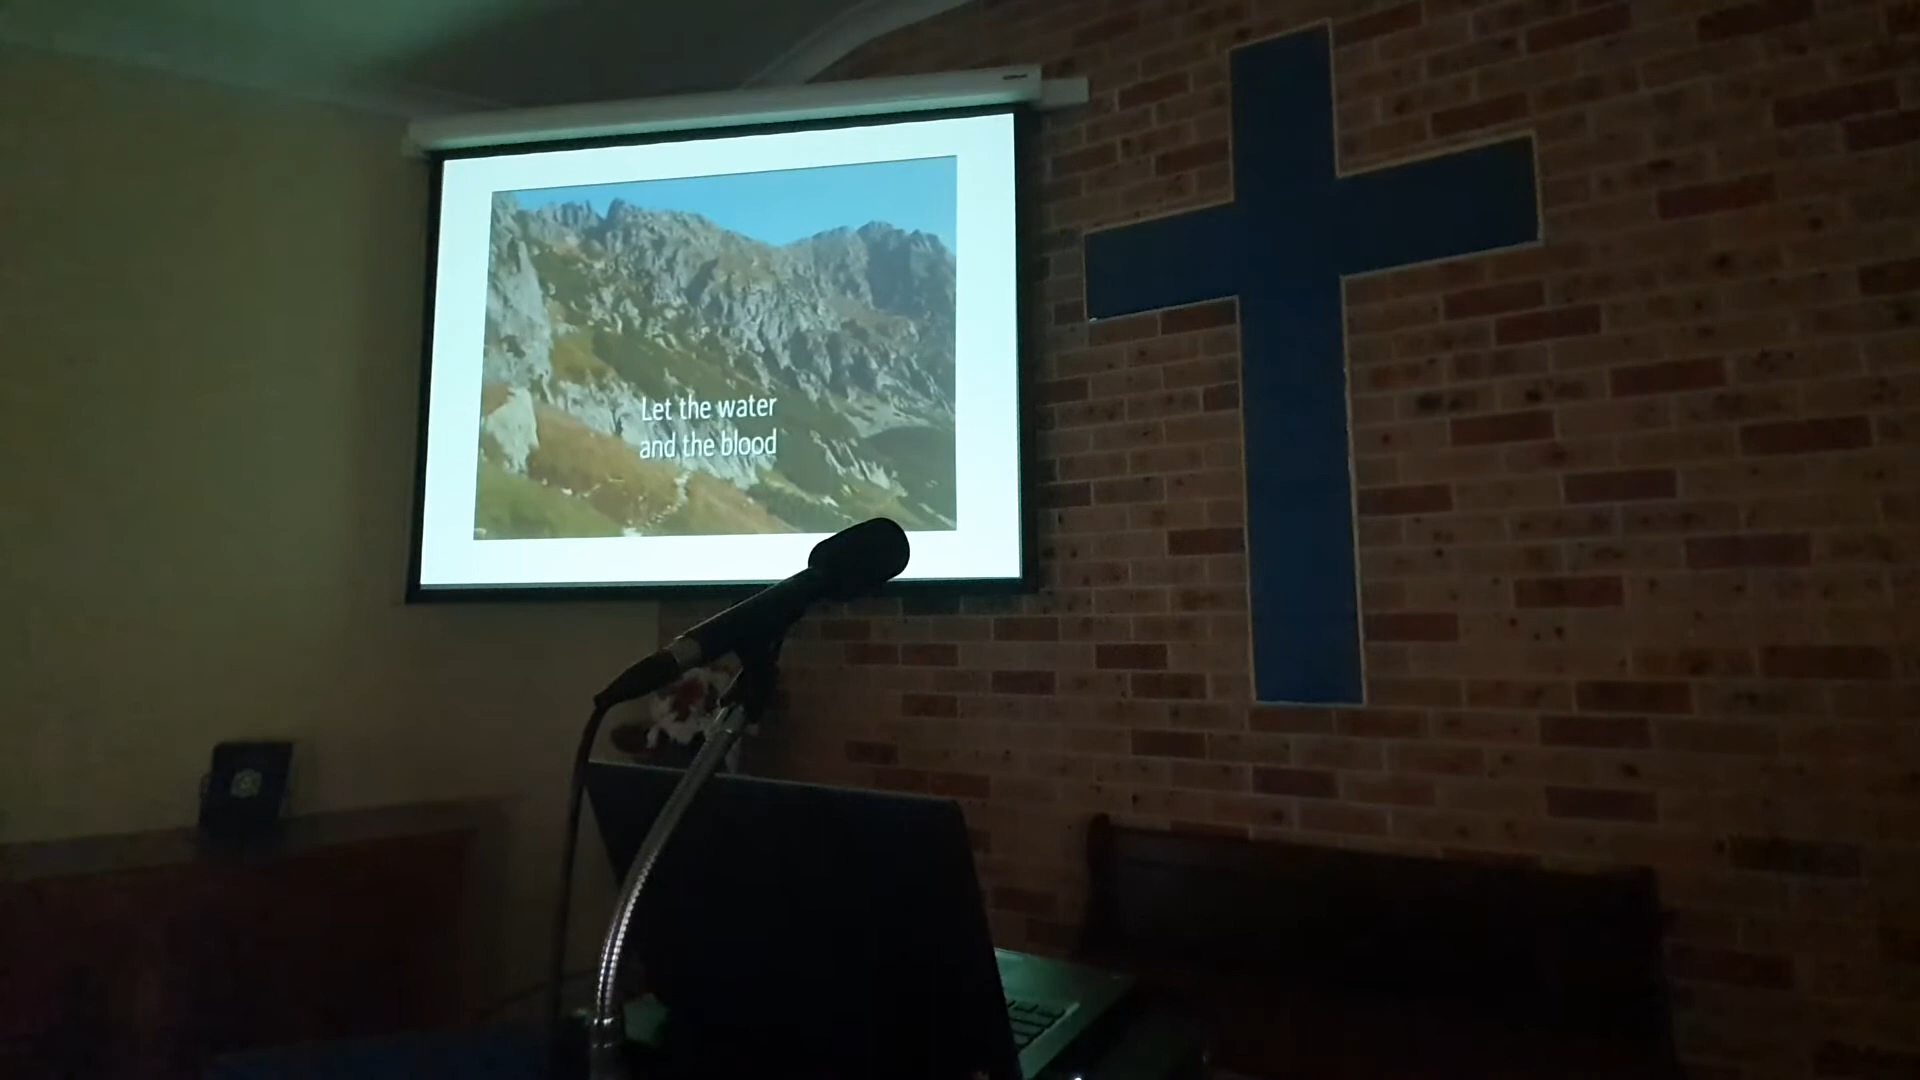 Let the water
and the blood